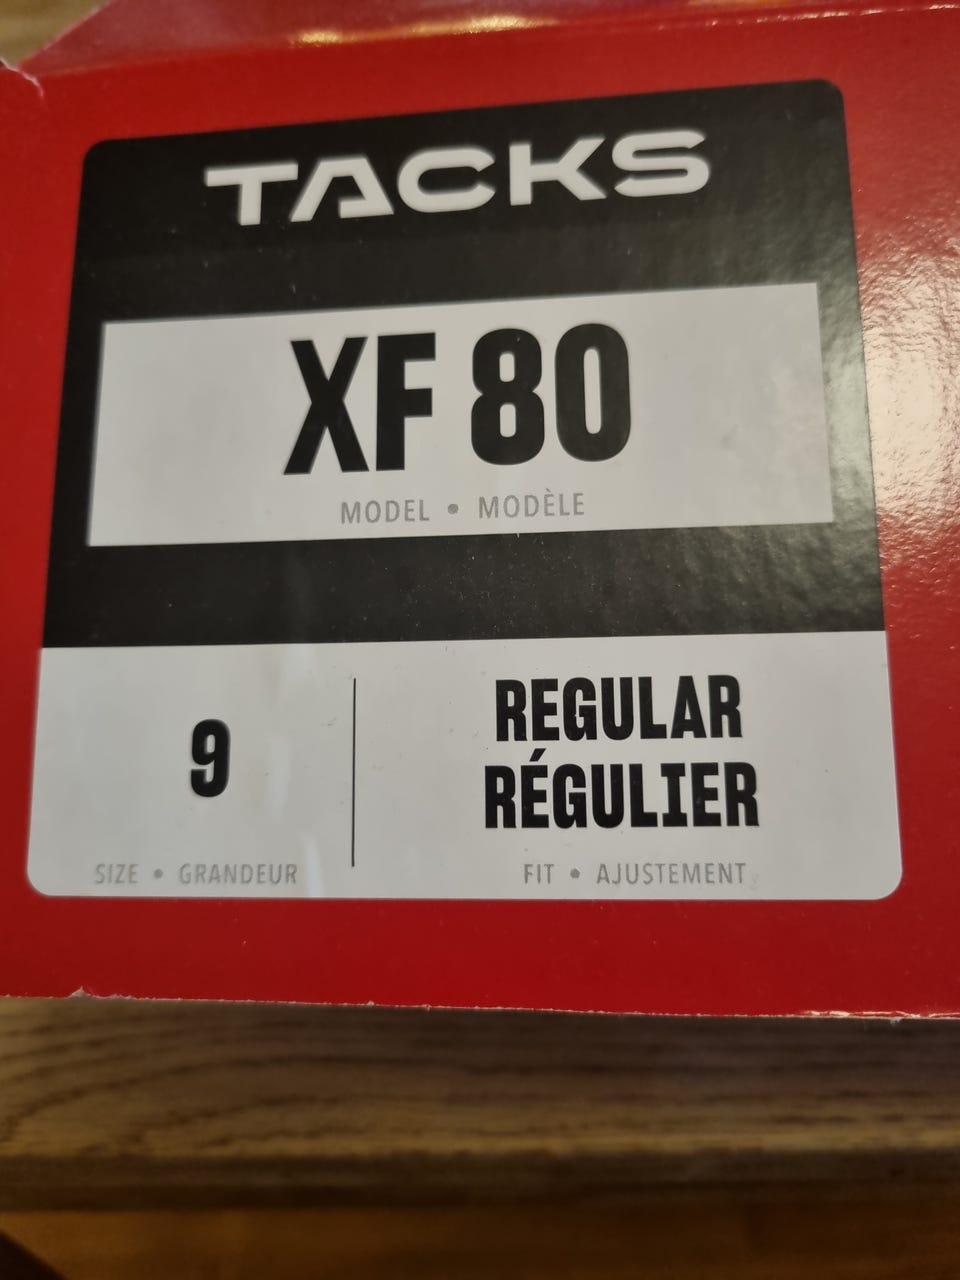 TACKS
XF 80
MODEL • MODÈLE
9
SIZE • GRANDEUR
REGULAR
RÉGULIER
FIT • AJUSTEMENT